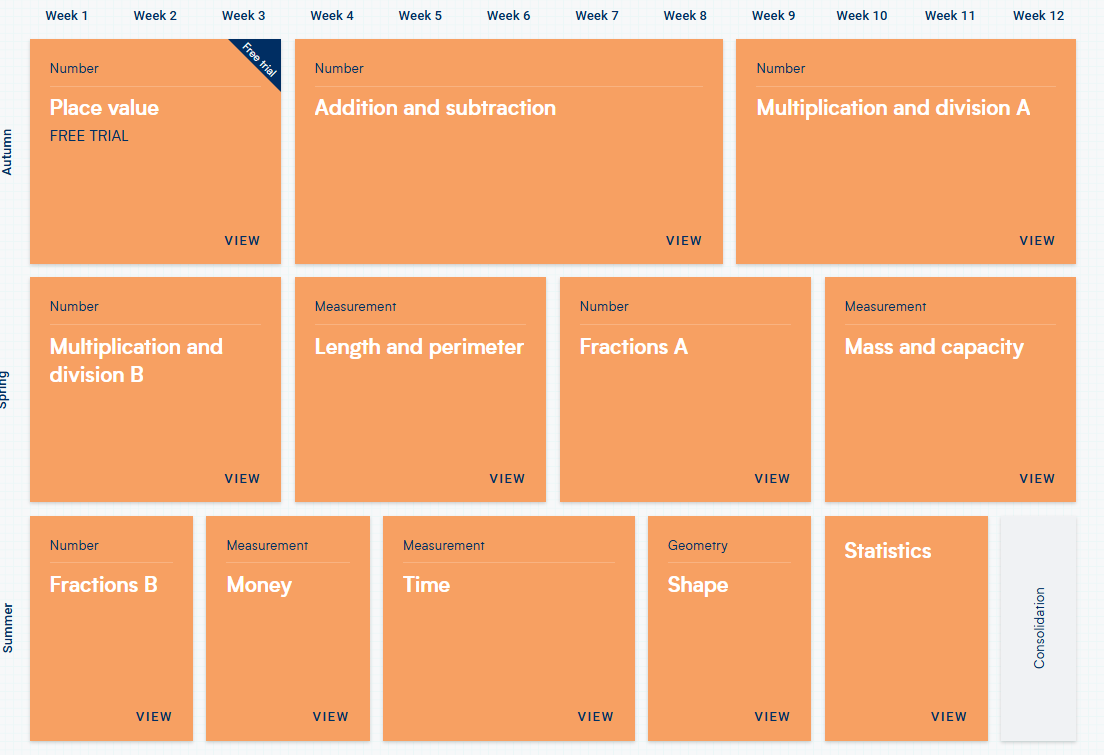 Week 1 Week 2 Week 3 Week 4 Week 5 Week 6 Week 7 Week 8 Week 9 Week 10 Week 11 Week 12
Autumn
Number
Free trial
Place value
FREE TRIAL
VIEW
Number
Addition and subtraction
VIEW
Number
Multiplication and division A
VIEW
Spring
Number
Multiplication and
division B
VIEW
Measurement
Length and perimeter
VIEW
Number
Fractions A
VIEW
Measurement
Mass and capacity
VIEW
Summer
Number
Fractions B
VIEW
Measurement
Money
VIEW
Measurement
Time
VIEW
Geometry
Shape
VIEW
Statistics
VIEW
Consolidation